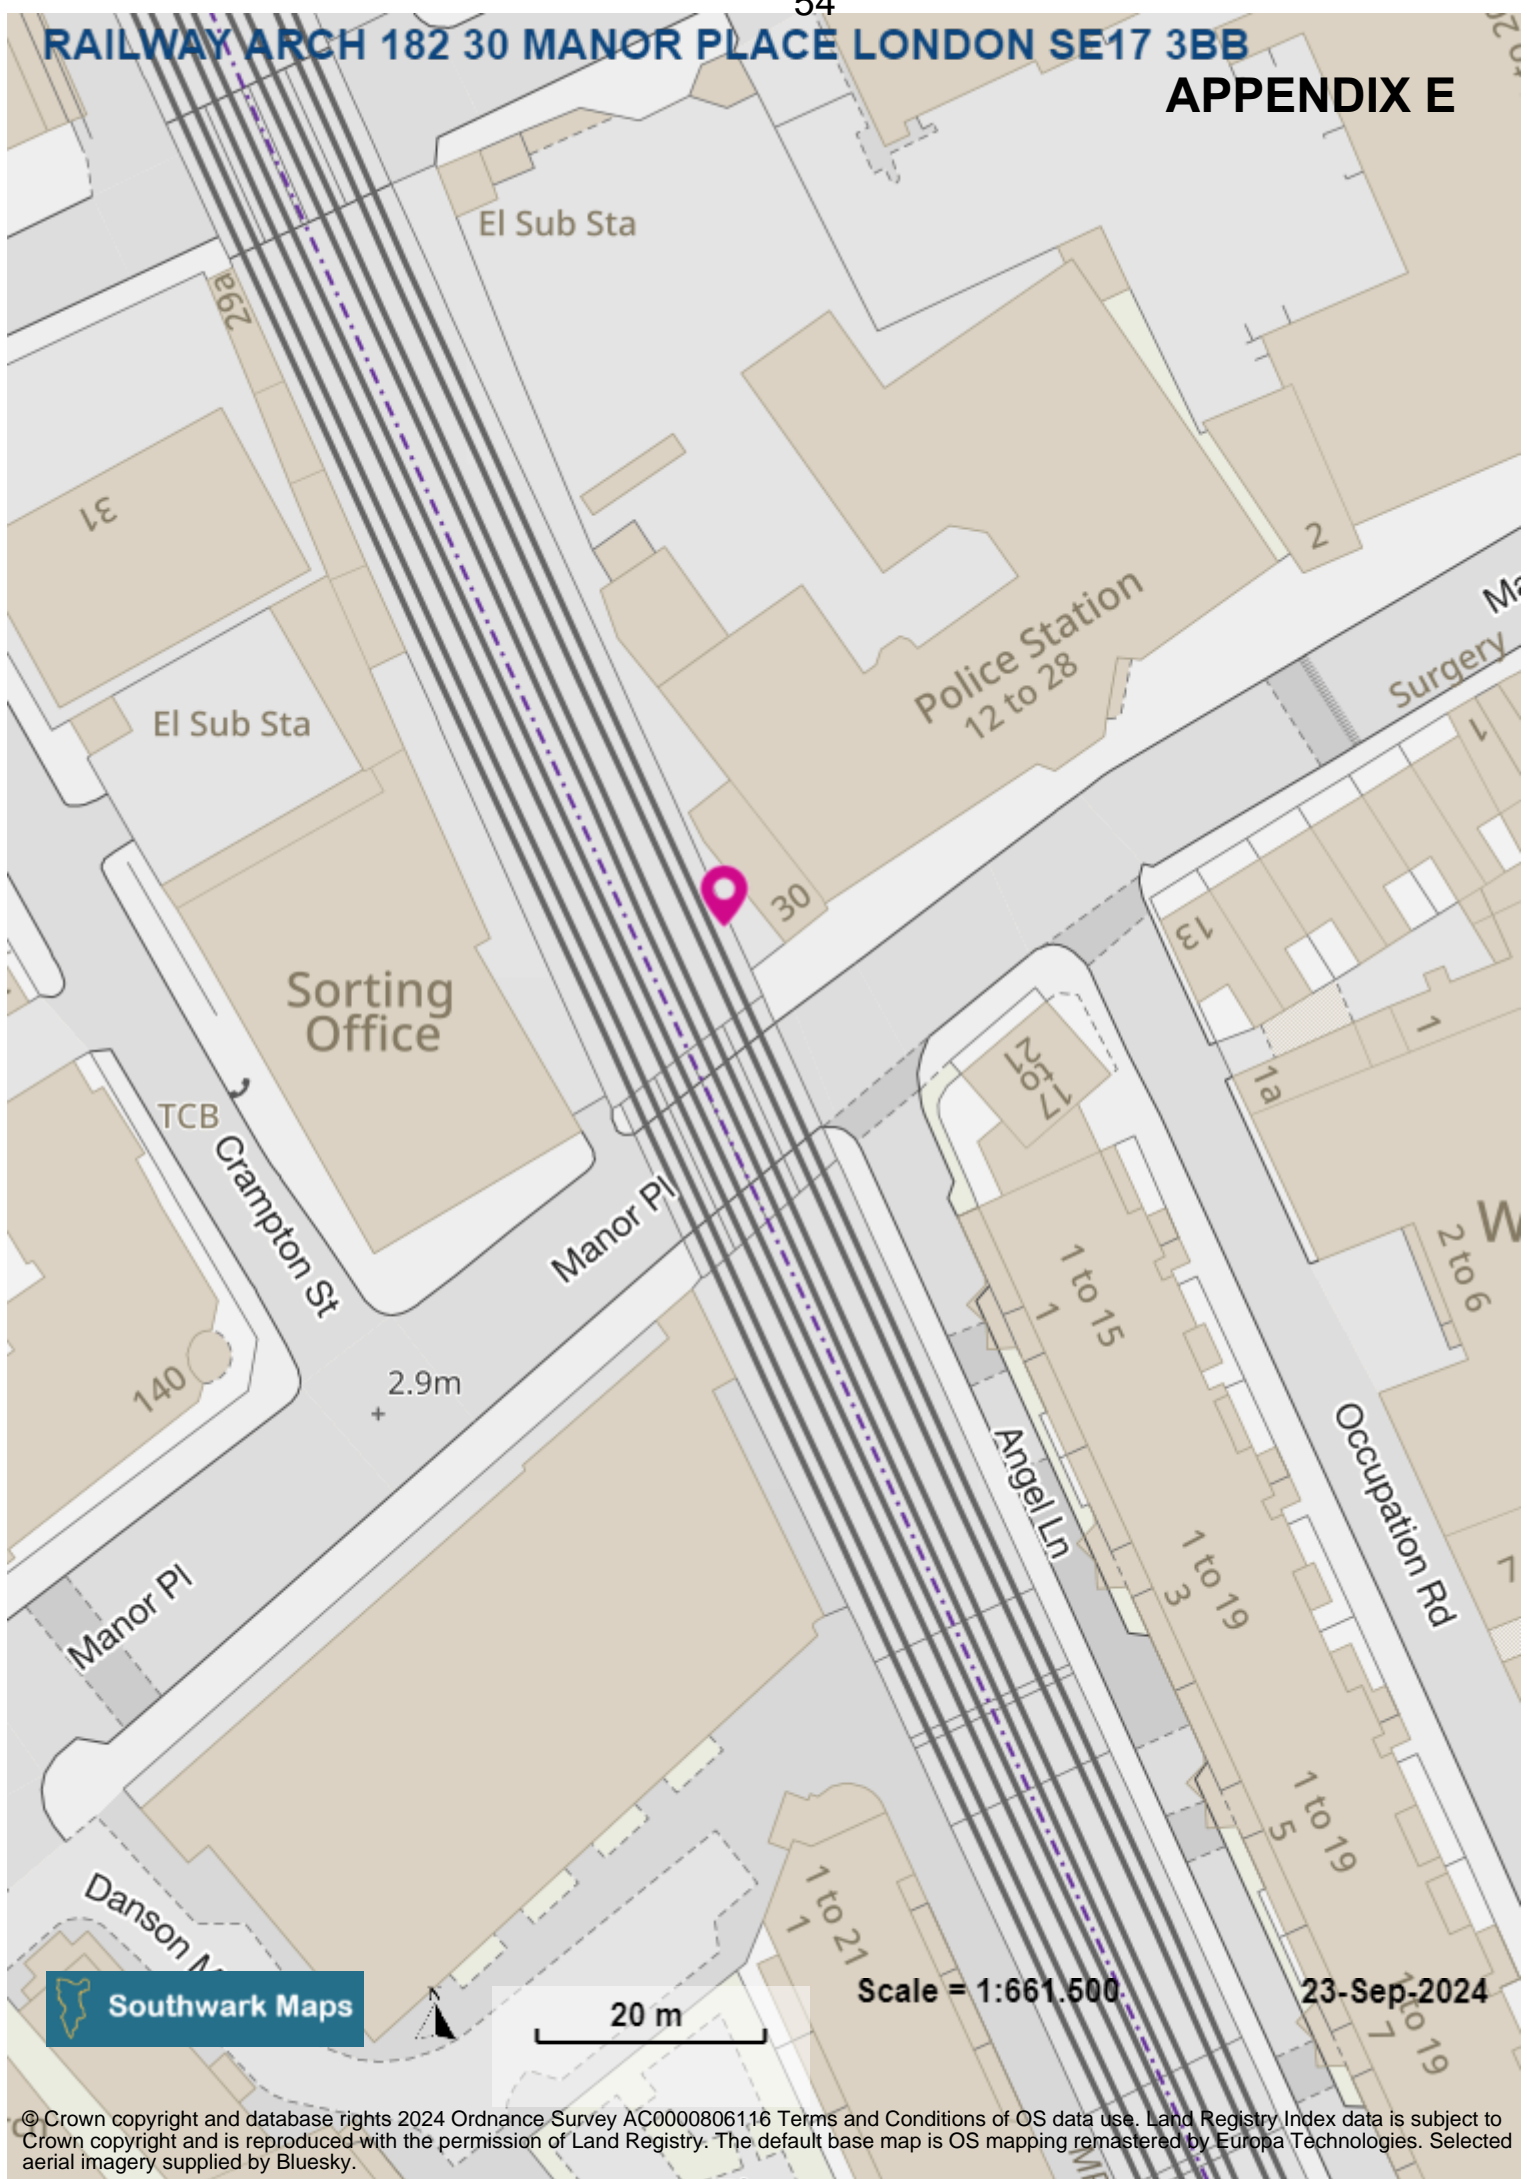 54
RAILWAY ARCH 182 30 MANOR PLACE LONDON SE17 3BB
APPENDIX E
El Sub Sta
29a
31
2
Police Station
12 to 28
Surgery
1
El Sub Sta
30
13
Sorting
Office
1
1a
17
to
21
TCB
Crampton St
Manor Pl
2 to 6
1 to 15
1
140
2.9m
Angel Ln
Occupation Rd
1 to 19
3
7
Manor Pl
1 to 19
5
1 to 21
1
Danson
Southwark Maps
N
20 m
Scale = 1:661.500
23-Sep-2024
1 to 19
7
© Crown copyright and database rights 2024 Ordnance Survey AC0000806116 Terms and Conditions of OS data use. Land Registry Index data is subject to
Crown copyright and is reproduced with the permission of Land Registry. The default base map is OS mapping remastered by Europa Technologies. Selected
aerial imagery supplied by Bluesky.